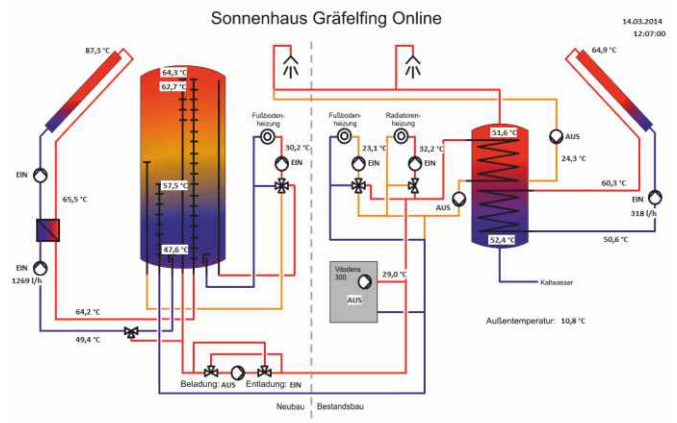 Sonnenhaus Gräfelfing Online
14.03.2014
12:07:00
87,3 °C
64,9 °C
64,3 °C
62,7 °C
Fußboden-
heizung
30,2 °C
EIN
Fußboden-
heizung
23,1 °C
EIN
Radiatoren-
heizung
32,2 °C
EIN
51,6 °C
AUS
24,3 °C
EIN
65,5 °C
57,5 °C
60,3 °C
AUS
EIN
318 l/h
47,6 °C
52,4 °C
50,6 °C
EIN
1269 l/h
Vitodens
300
29,0 °C
AUS
Kaltwasser
64,2 °C
49,4 °C
Außentemperatur: 10,8 °C
Beladung: AUS
Entladung: EIN
Neubau
Bestandsbau